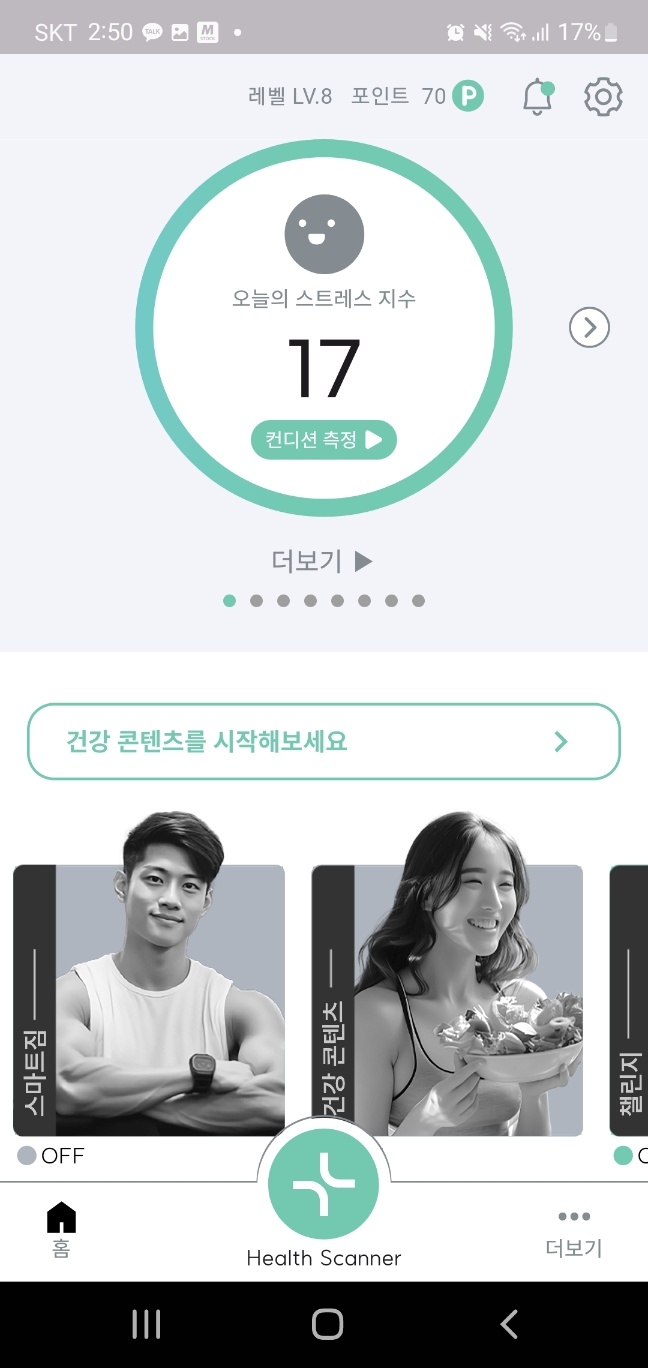 SKT 2:50 TALK M 17%
레벨 LV.8 포인트 70 P
오늘의 스트레스 지수
17
컨디션 측정
더보기
건강 콘텐츠를 시작해보세요
스마트짐
건강 콘텐츠
챌린지
OFF
홈
Health Scanner
더보기